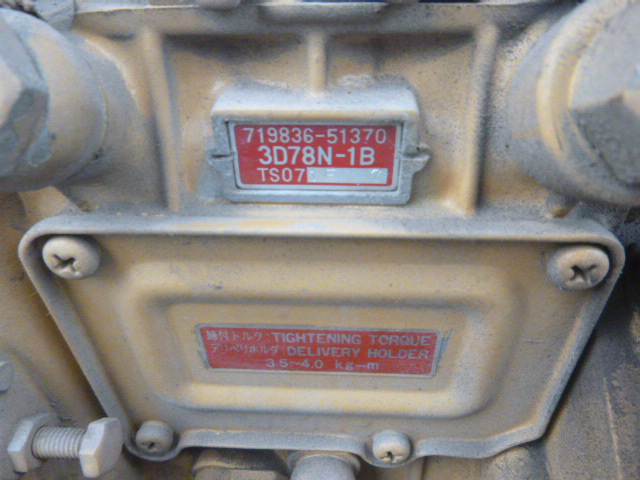 719836-51370
3D78N-1B
TS07
締付トルク: TIGHTENING TORQUE
デリベリホルダ: DELIVERY HOLDER
3.5~4.0 kg-m